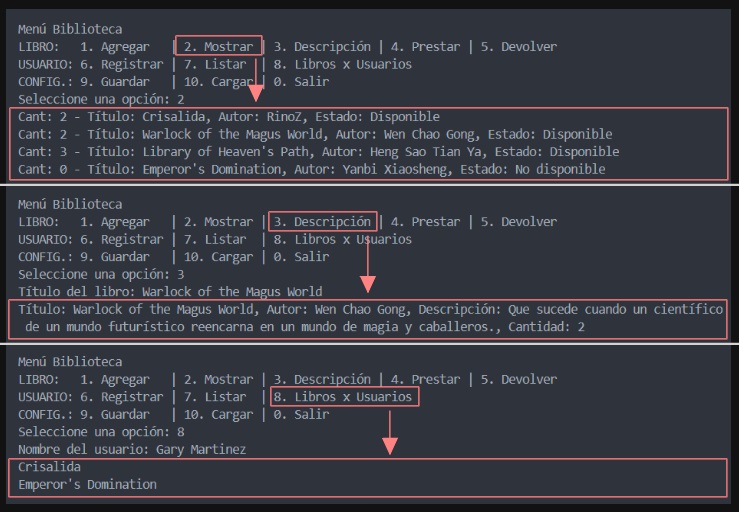 Menú Biblioteca
LIBRO:   1. Agregar   | 2. Mostrar | 3. Descripción | 4. Prestar | 5. Devolver
USUARIO: 6. Registrar | 7. Listar  | 8. Libros x Usuarios
CONFIG.: 9. Guardar   | 10. Cargar | 0. Salir
Seleccione una opción: 2
Cant: 2 - Título: Crisalida, Autor: RinoZ, Estado: Disponible
Cant: 2 - Título: Warlock of the Magus World, Autor: Wen Chao Gong, Estado: Disponible
Cant: 3 - Título: Library of Heaven's Path, Autor: Heng Sao Tian Ya, Estado: Disponible
Cant: 0 - Título: Emperor's Domination, Autor: Yanbi Xiaosheng, Estado: No disponible
Menú Biblioteca
LIBRO:   1. Agregar   | 2. Mostrar | 3. Descripción | 4. Prestar | 5. Devolver
USUARIO: 6. Registrar | 7. Listar  | 8. Libros x Usuarios
CONFIG.: 9. Guardar   | 10. Cargar | 0. Salir
Seleccione una opción: 3
Título del libro: Warlock of the Magus World
Título: Warlock of the Magus World, Autor: Wen Chao Gong, Descripción: Que sucede cuando un científico
de un mundo futurístico reencarna en un mundo de magia y caballeros., Cantidad: 2
Menú Biblioteca
LIBRO:   1. Agregar   | 2. Mostrar | 3. Descripción | 4. Prestar | 5. Devolver
USUARIO: 6. Registrar | 7. Listar  | 8. Libros x Usuarios
CONFIG.: 9. Guardar   | 10. Cargar | 0. Salir
Seleccione una opción: 8
Nombre del usuario: Gary Martinez
Crisalida
Emperor's Domination